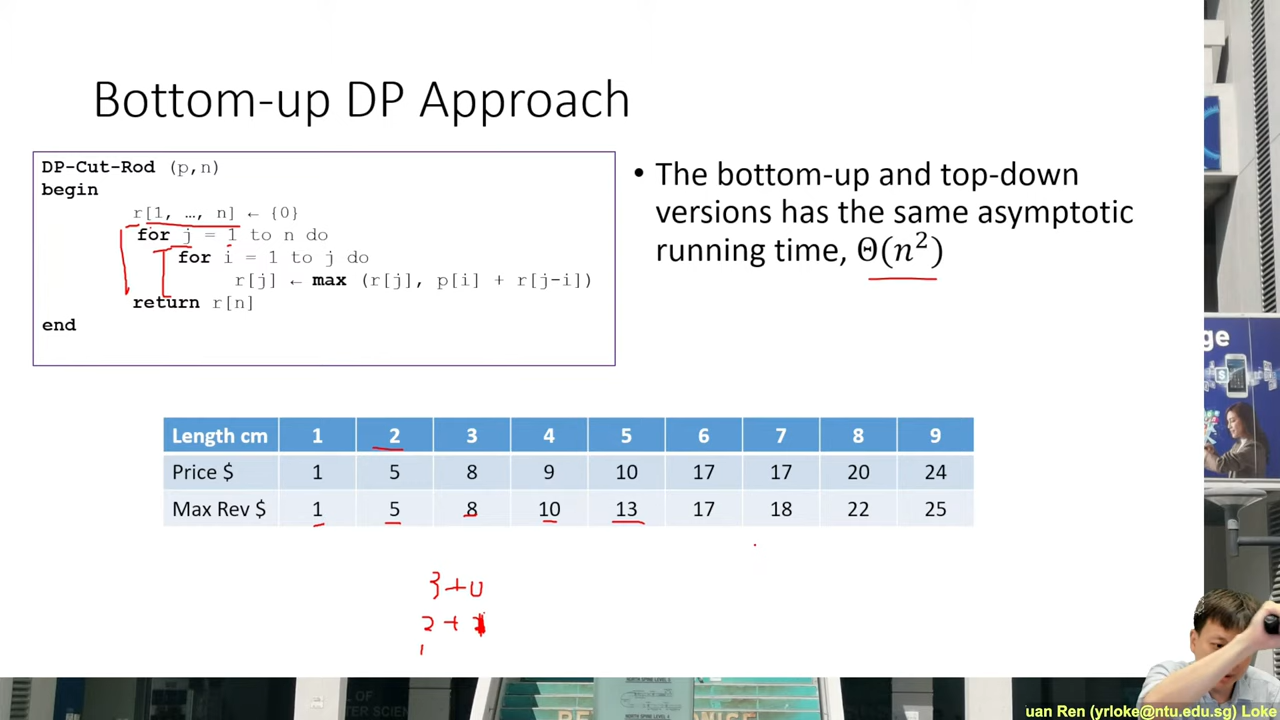 Bottom-up DP Approach
DP-Cut-Rod (p,n)
begin
r[1, …, n] ← {0}
for j = 1 to n do
for i = 1 to j do
r[j] ← max (r[j], p[i] + r[j-i])
return r[n]
end
• The bottom-up and top-down
versions has the same asymptotic
running time, Θ(n²)
Length cm 1 2 3 4 5 6 7 8 9
Price $ 1 5 8 9 10 17 17 20 24
Max Rev $ 1 5 8 10 13 17 18 22 25
3+0
2+1
1
ge
uan Ren (yrloke@ntu.edu.sg) Loke